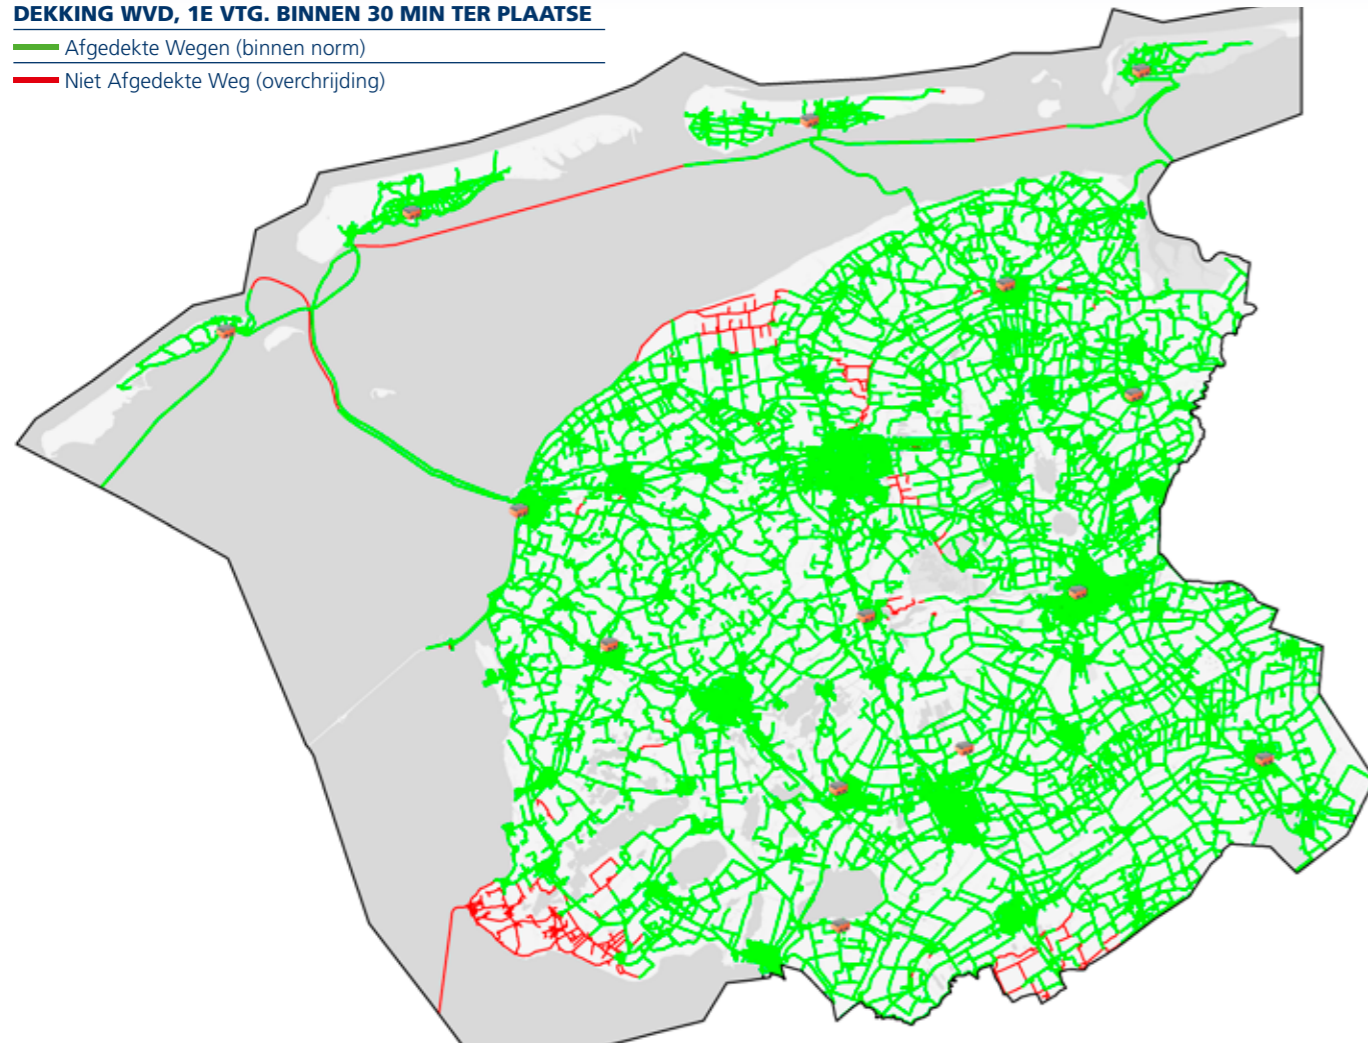 DEKKING WVD, 1E VTG. BINNEN 30 MIN TER PLAATSE
Afgedekte Wegen (binnen norm)
Niet Afgedekte Weg (overchrijding)